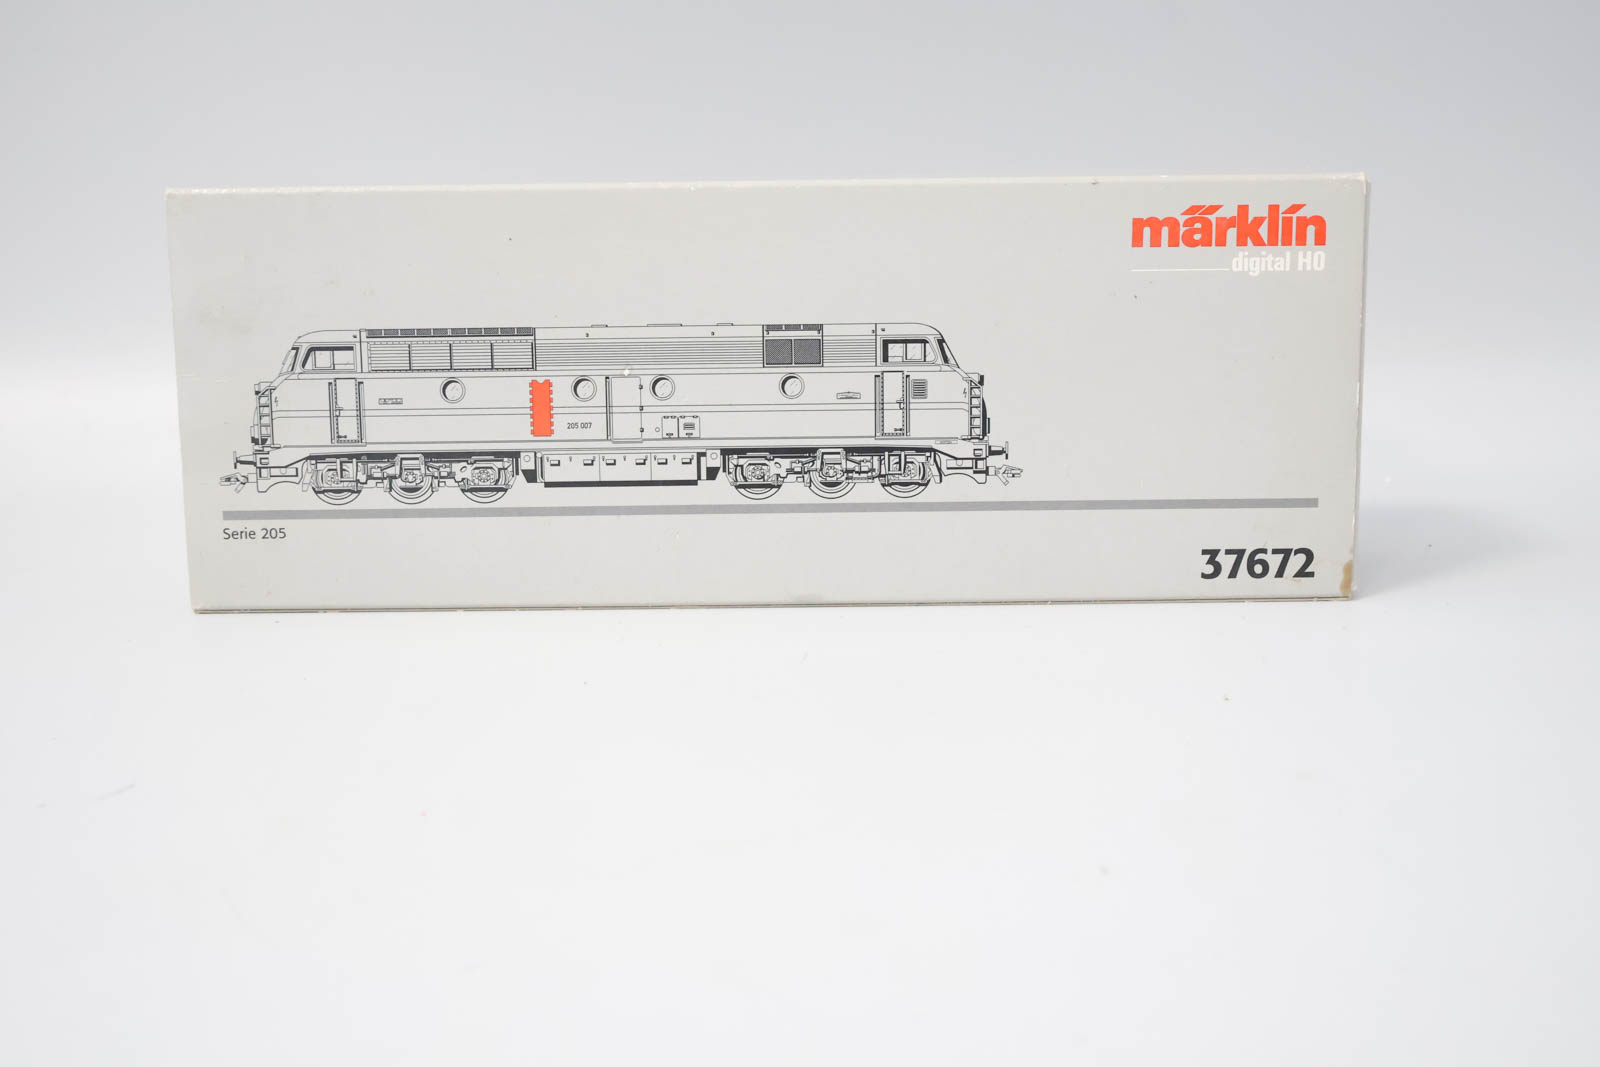 märklin
digital H0
205 007
Serie 205
37672